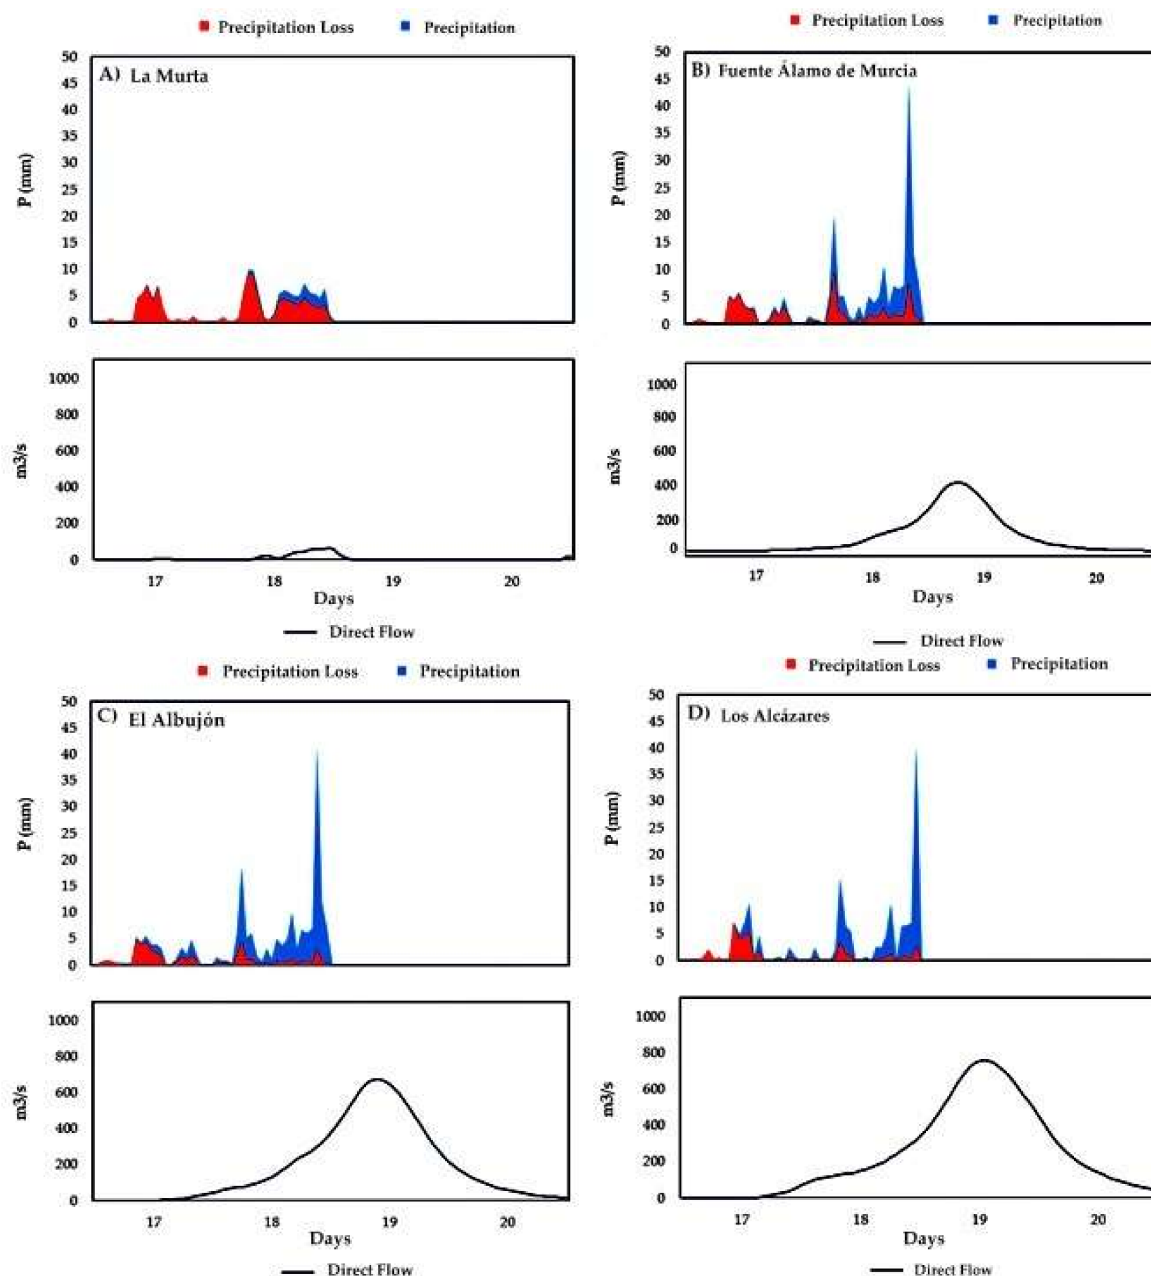 Precipitation Loss Precipitation
A) La Murta
50
45
40
35
30
25
20
15
10
5
0
P (mm)
1000
800
600
400
200
0
m3/s
17 18 19 20
Days
Direct Flow
Precipitation Loss Precipitation
B) Fuente Álamo de Murcia
50
45
40
35
30
25
20
15
10
5
0
P (mm)
1000
800
600
400
200
0
m3/s
17 18 19 20
Days
Direct Flow
Precipitation Loss Precipitation
C) El Albujón
50
45
40
35
30
25
20
15
10
5
0
P (mm)
1000
800
600
400
200
0
m3/s
17 18 19 20
Days
Direct Flow
Precipitation Loss Precipitation
D) Los Alcázares
50
45
40
35
30
25
20
15
10
5
0
P (mm)
1000
800
600
400
200
0
m3/s
17 18 19 20
Days
Direct Flow